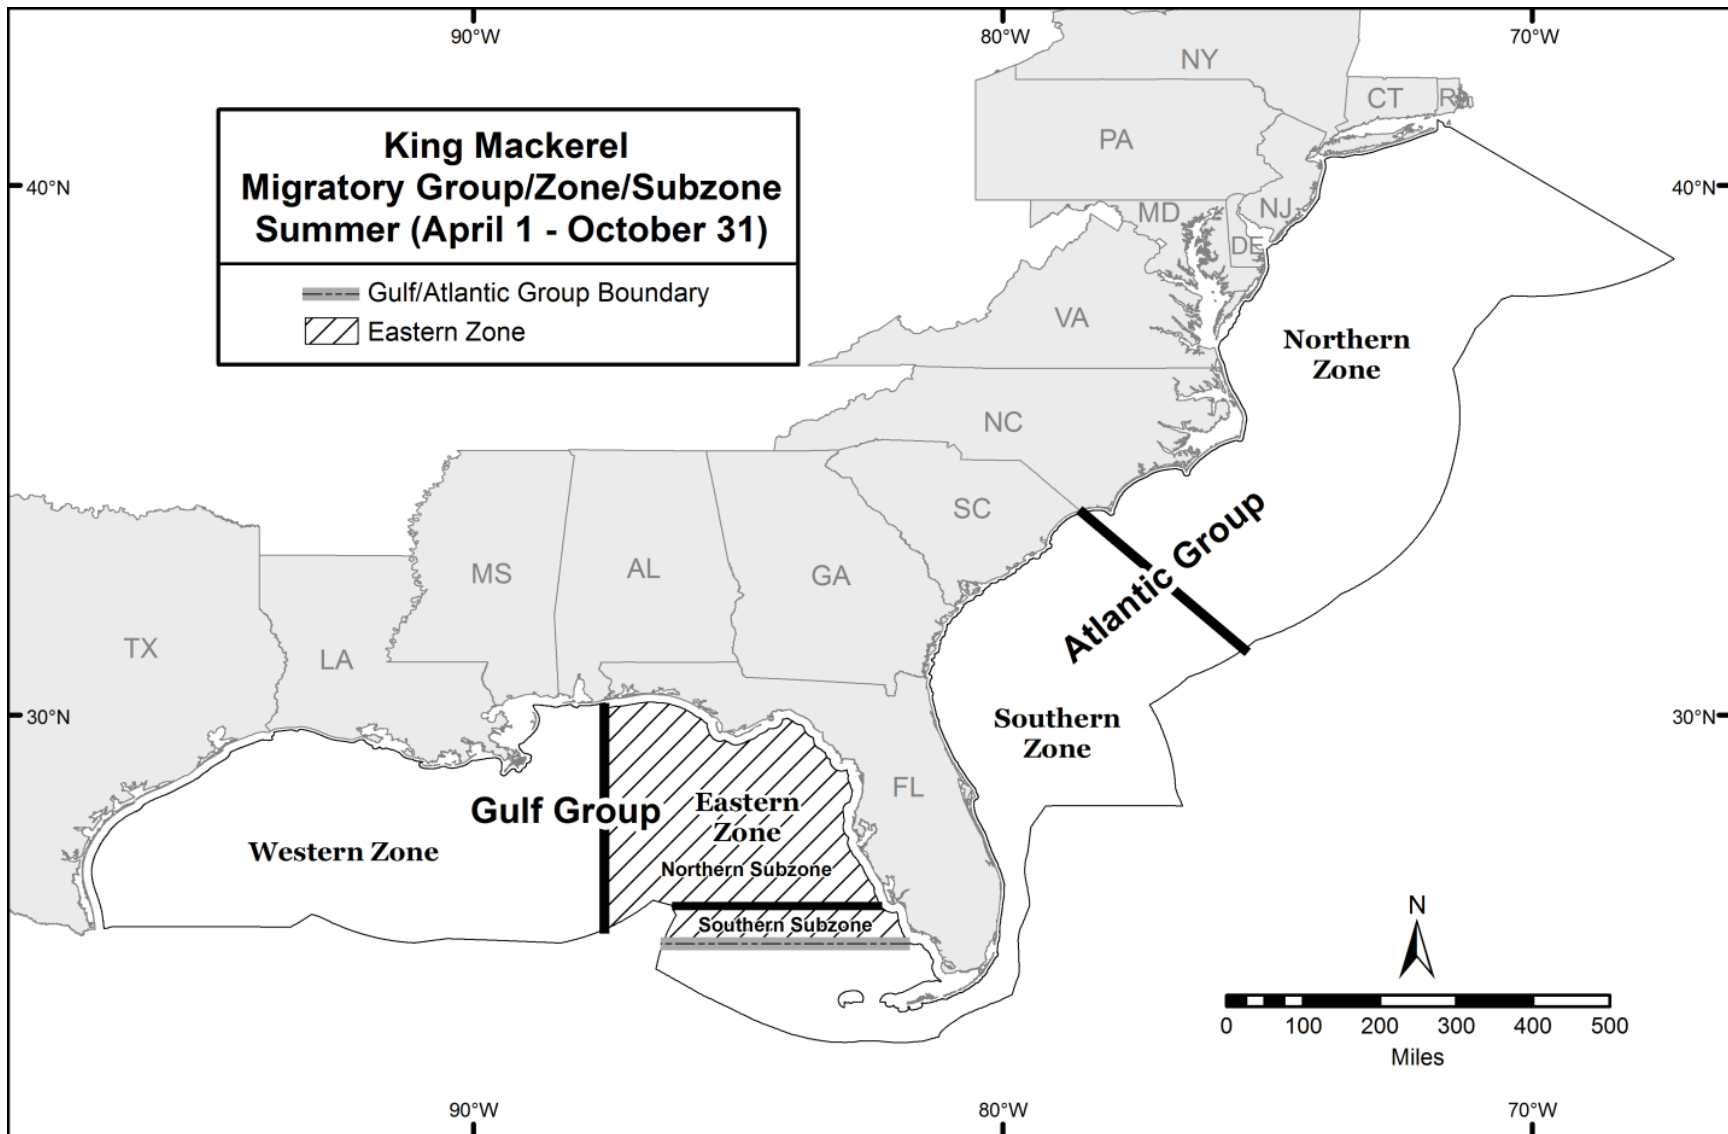 90°W
80°W
70°W
NY
CT
RI
PA
King Mackerel
Migratory Group/Zone/Subzone
Summer (April 1 - October 31)
40°N
40°N
MD
NJ
DE
Gulf/Atlantic Group Boundary
Eastern Zone
VA
Northern
Zone
NC
SC
Atlantic Group
MS
AL
GA
TX
LA
30°N
30°N
Southern
Zone
FL
Gulf Group
Eastern
Zone
Western Zone
Northern Subzone
Southern Subzone
N
0 100 200 300 400 500
Miles
90°W
80°W
70°W